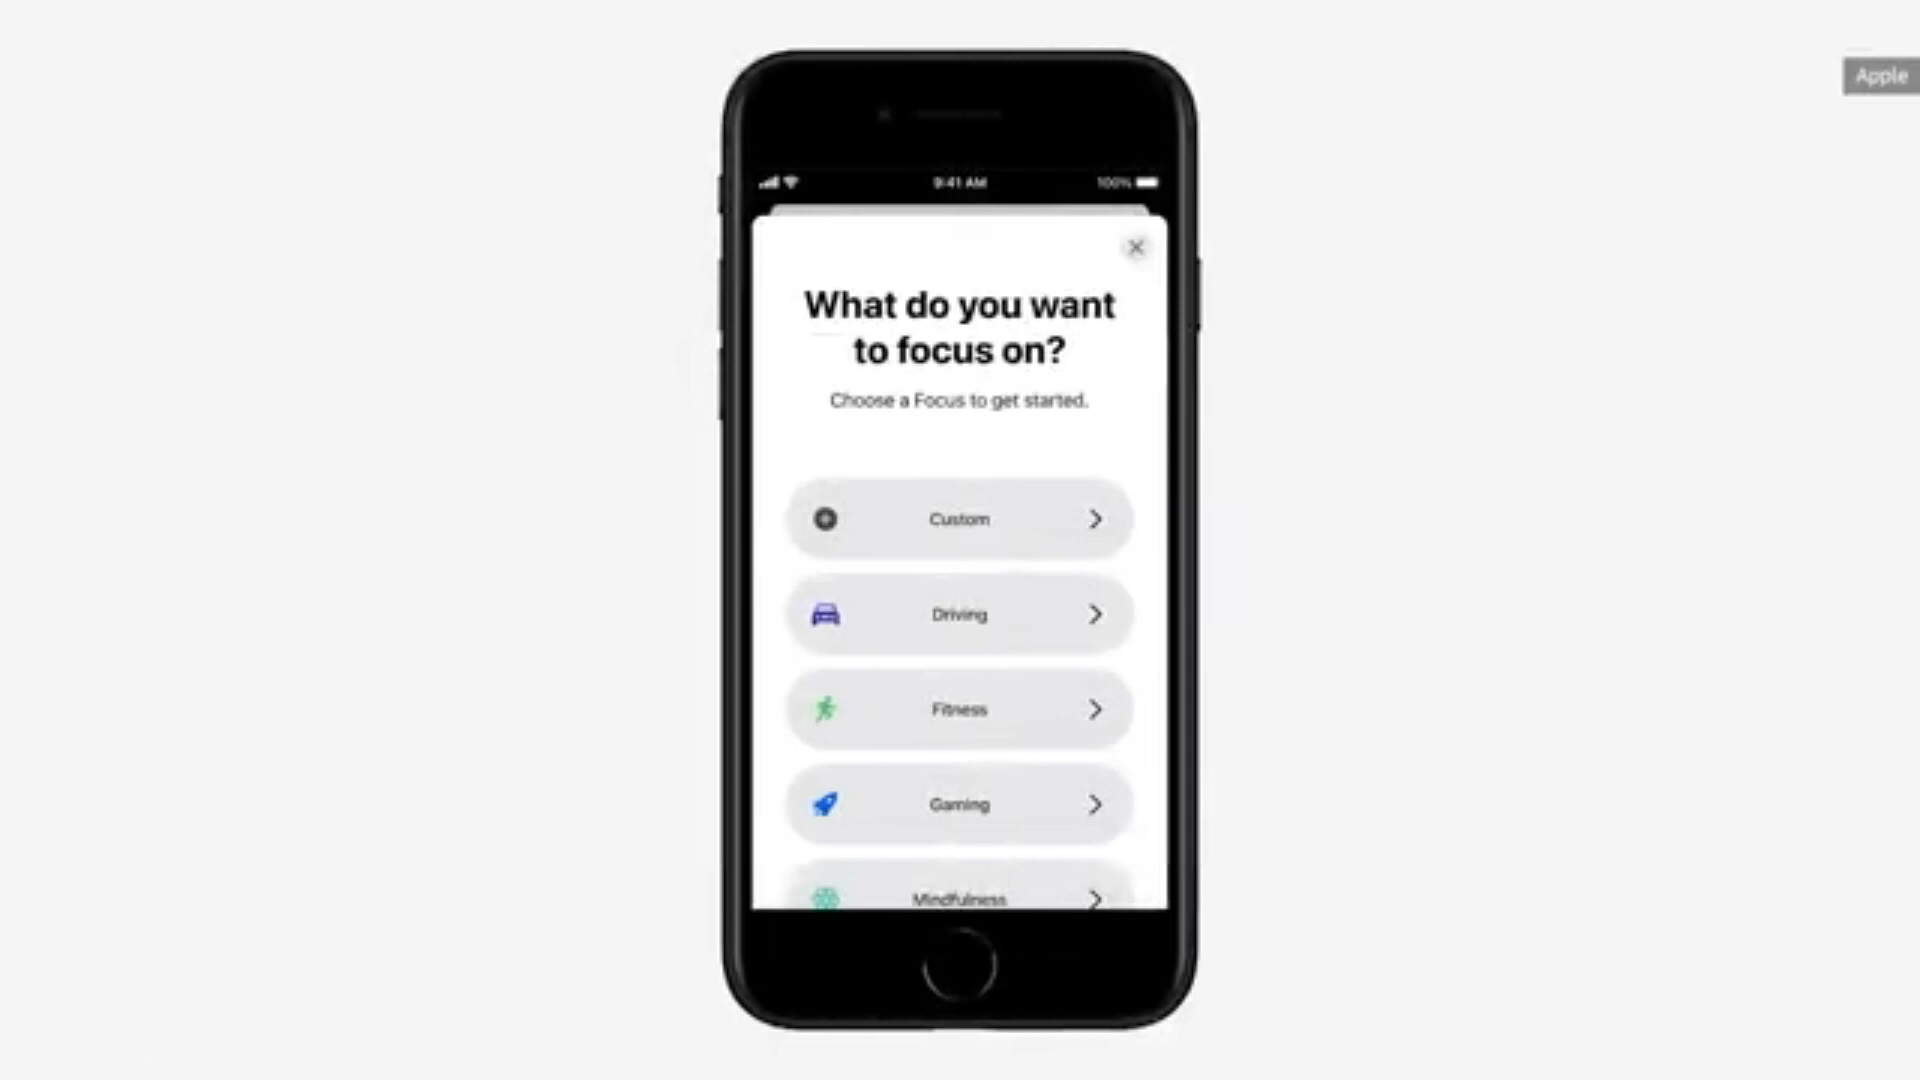 Apple
9:41 AM
100%
What do you want
to focus on?
Choose a Focus to get started.
Custom
Driving
Fitness
Gaming
Mindfulness